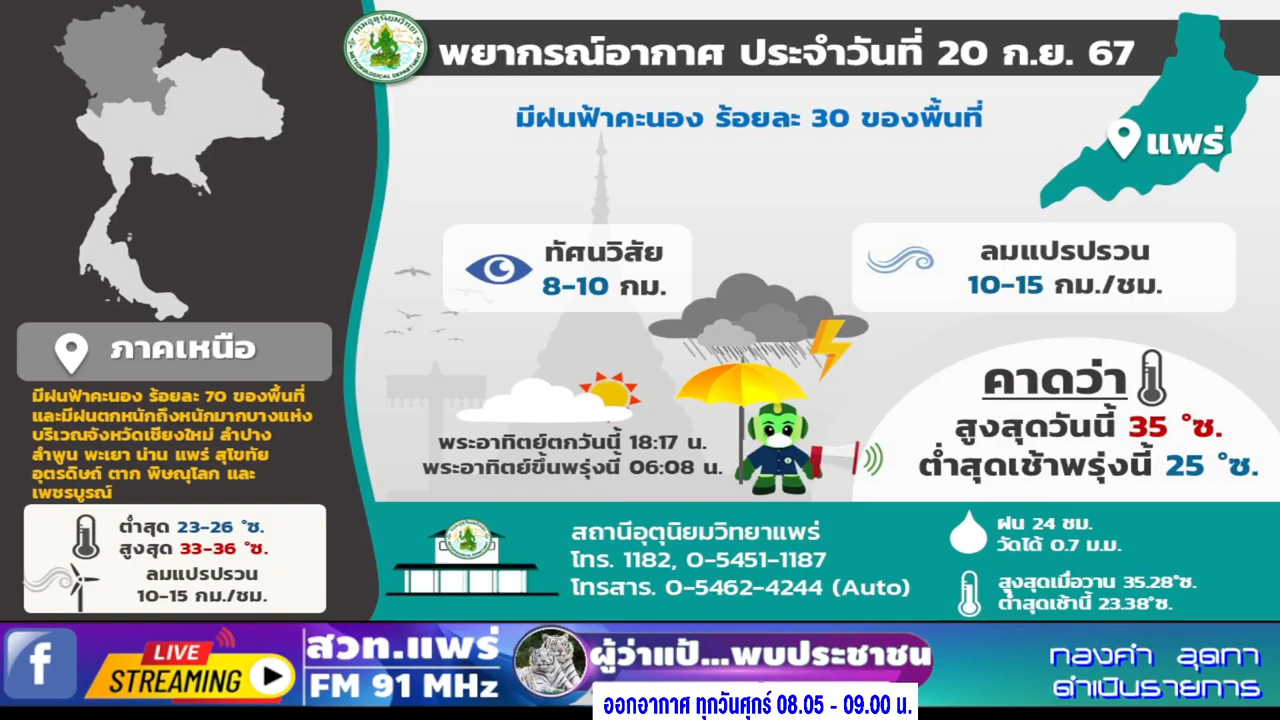 กรมอุตุนิยมวิทยา
METEOROLOGICAL DEPARTMENT
พยากรณ์อากาศ ประจำวันที่ 20 ก.ย. 67
มีฝนฟ้าคะนอง ร้อยละ 30 ของพื้นที่
แพร่
ทัศนวิสัย
8-10 กม.
ลมแปรปรวน
10-15 กม./ชม.
ภาคเหนือ
มีฝนฟ้าคะนอง ร้อยละ 70 ของพื้นที่
และมีฝนตกหนักถึงหนักมากบางแห่ง
บริเวณจังหวัดเชียงใหม่ ลำปาง
ลำพูน พะเยา น่าน แพร่ สุโขทัย
อุตรดิษถ์ ตาก พิษณุโลก และ
เพชรบูรณ์
ต่ำสุด 23-26 °ซ.
สูงสุด 33-36 °ซ.
ลมแปรปรวน
10-15 กม./ชม.
พระอาทิตย์ตกวันนี้ 18:17 น.
พระอาทิตย์ขึ้นพรุ่งนี้ 06:08 น.
คาดว่า
สูงสุดวันนี้ 35 °ซ.
ต่ำสุดเช้าพรุ่งนี้ 25 °ซ.
สถานีอุตุนิยมวิทยาแพร่
โทร. 1182, 0-5451-1187
โทรสาร. 0-5462-4244 (Auto)
ฝน 24 ชม.
วัดได้ 0.7 ม.ม.
สูงสุดเมื่อวาน 35.28°ซ.
ต่ำสุดเช้านี้ 23.38°ซ.
f
LIVE
STREAMING
สวท.แพร่
FM 91 MHz
ผู้ว่าแป้...พบประชาชน
ออกอากาศ ทุกวันศุกร์ 08.05 - 09.00 น.
ทองคำ สุดทา
ดำเนินรายการ